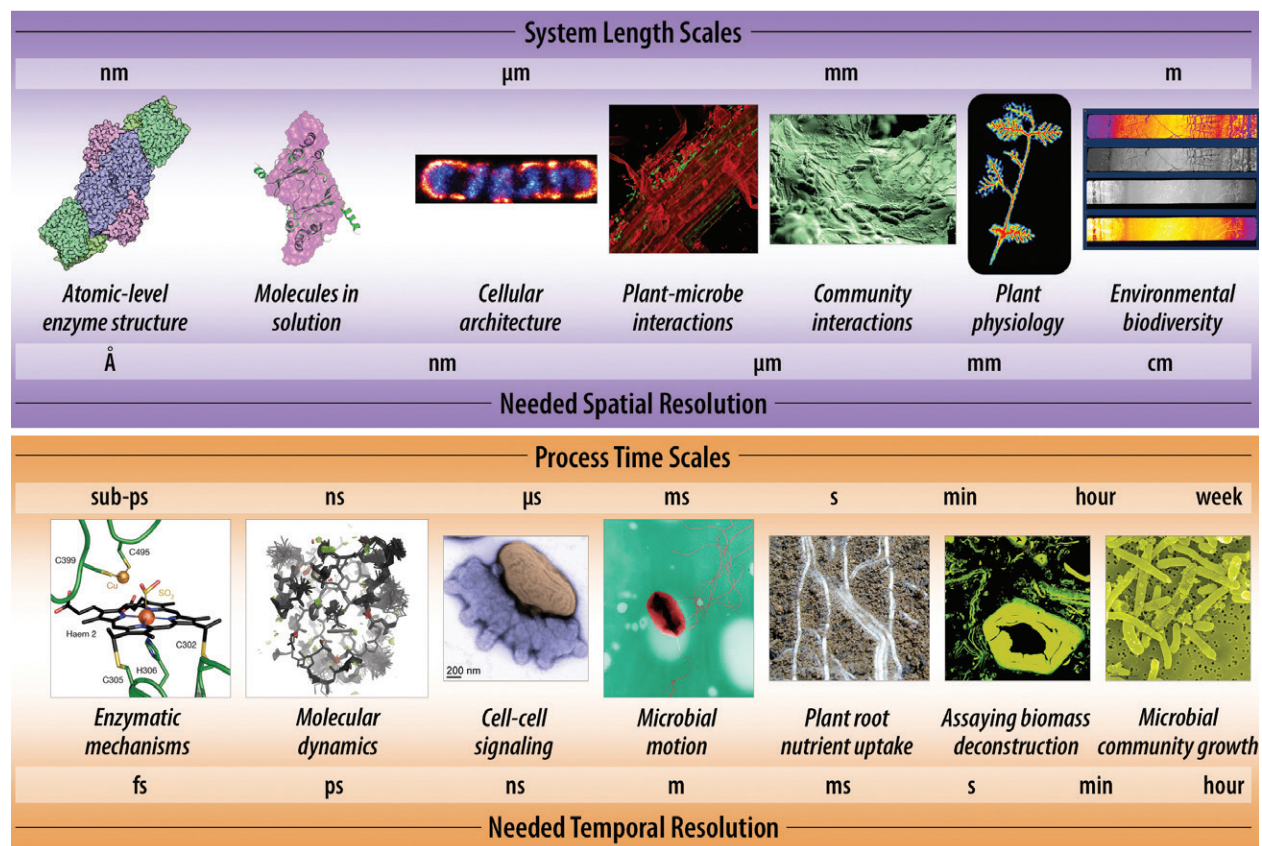 System Length Scales
nm µm mm m
Atomic-level enzyme structure
Molecules in solution
Cellular architecture
Plant-microbe interactions
Community interactions
Plant physiology
Environmental biodiversity
Å nm µm mm cm
Needed Spatial Resolution
Process Time Scales
sub-ps ns µs ms s min hour week
C399
C495
Cu
SO2
Haem 2
C302
H306
C305
200 nm
Enzymatic mechanisms
Molecular dynamics
Cell-cell signaling
Microbial motion
Plant root nutrient uptake
Assaying biomass deconstruction
Microbial community growth
fs ps ns m ms s min hour
Needed Temporal Resolution